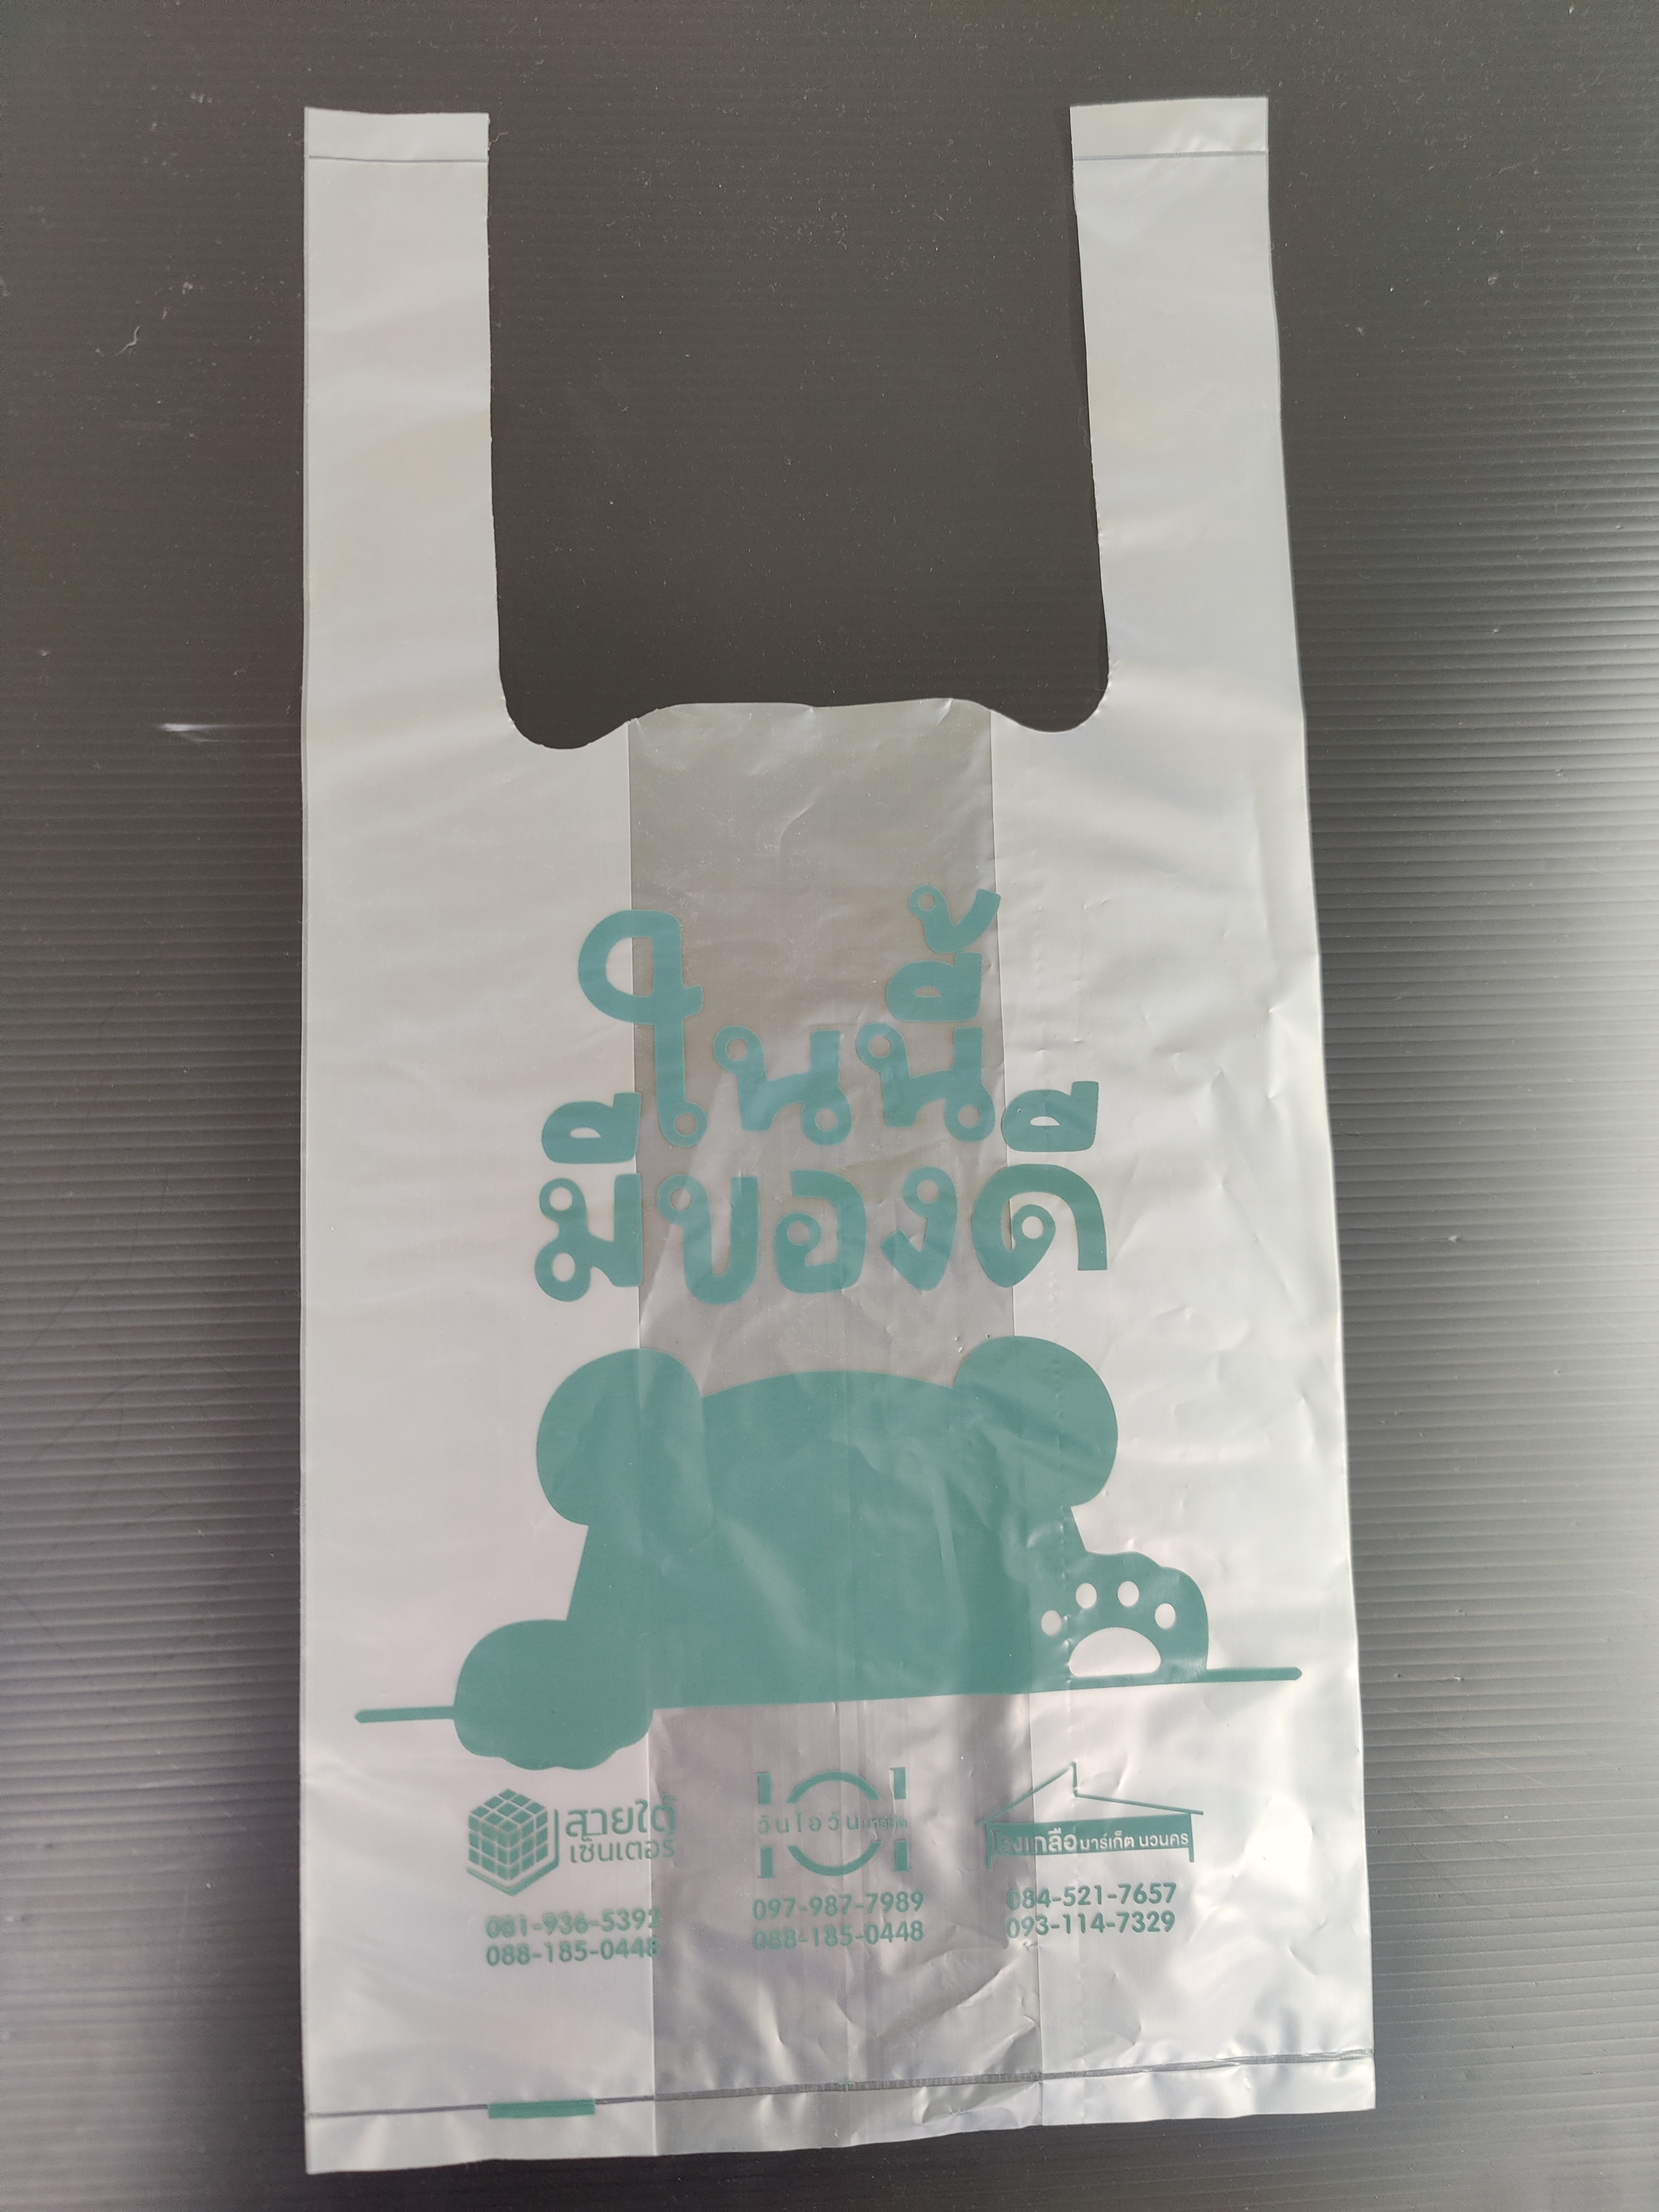 ในนี้
มีของดี
สายใต้
เซ็นเตอร์
081-936-5392
088-185-0448
วันโอวัน
097-987-7989
088-185-0448
โรงเกลือมาร์เก็ต นวนคร
084-521-7657
093-114-7329